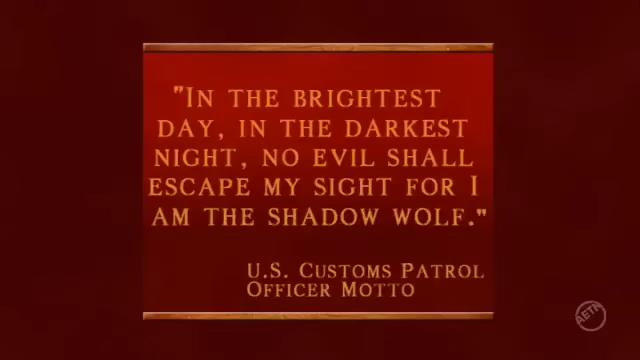 "In the brightest
day, in the darkest
night, no evil shall
escape my sight for I
am the shadow wolf."
U.S. Customs Patrol
Officer Motto
AETN